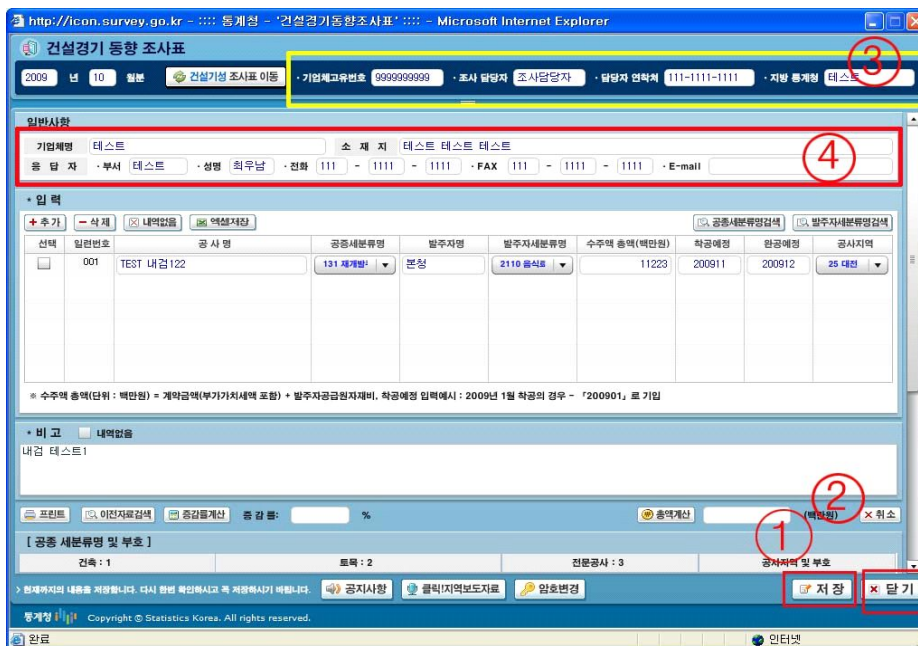 http://icon.survey.go.kr - :::: 통계청 - '건설경기동향조사표' :::: - Microsoft Internet Explorer
건설경기 동향 조사표
③
2009 년 10 월분 건설기성 조사표 이동 · 기업체고유번호 9999999999 · 조사 담당자 조사담당자 · 담당자 연락처 111-1111-1111 · 지방 통계청 테스트
일반사항
기업체명 테스트 소 재 지 테스트 테스트 테스트
④
응 답 자 · 부서 테스트 · 성명 최우남 · 전화 111 - 1111 - 1111 · FAX 111 - 1111 - 1111 · E-mail
• 입 력
추 가 삭 제 내역없음 엑셀저장 공종세분류명검색 발주자세분류명검색
선택 일련번호 공 사 명 공종세분류명 발주자명 발주자세분류명 수주액 총액(백만원) 착공예정 완공예정 공사지역
001 TEST 내검122 131 재개발 본청 2110 음식료 11223 200911 200912 25 대전
※ 수주액 총액(단위 : 백만원) = 계약금액(부가가치세액 포함) + 발주자공급원자재비, 착공예정 입력예시 : 2009년 1월 착공의 경우 - 「200901」로 기입
• 비 고 내역없음
내검 테스트1
②
프린트 이전자료검색 증감률계산 증 감 률: % 총액계산 (백만원) 취 소
①
[ 공종 세분류명 및 부호 ]
건축 : 1 토목 : 2 전문공사 : 3 공사지역 및 부호
> 현재까지의 내용을 저장합니다. 다시 한번 확인하시고 꼭 저장하시기 바랍니다. 공지사항 클릭!지역보도자료 암호변경 저 장 닫 기
통계청 Copyright © Statistics Korea. All rights reserved.
완료 인터넷